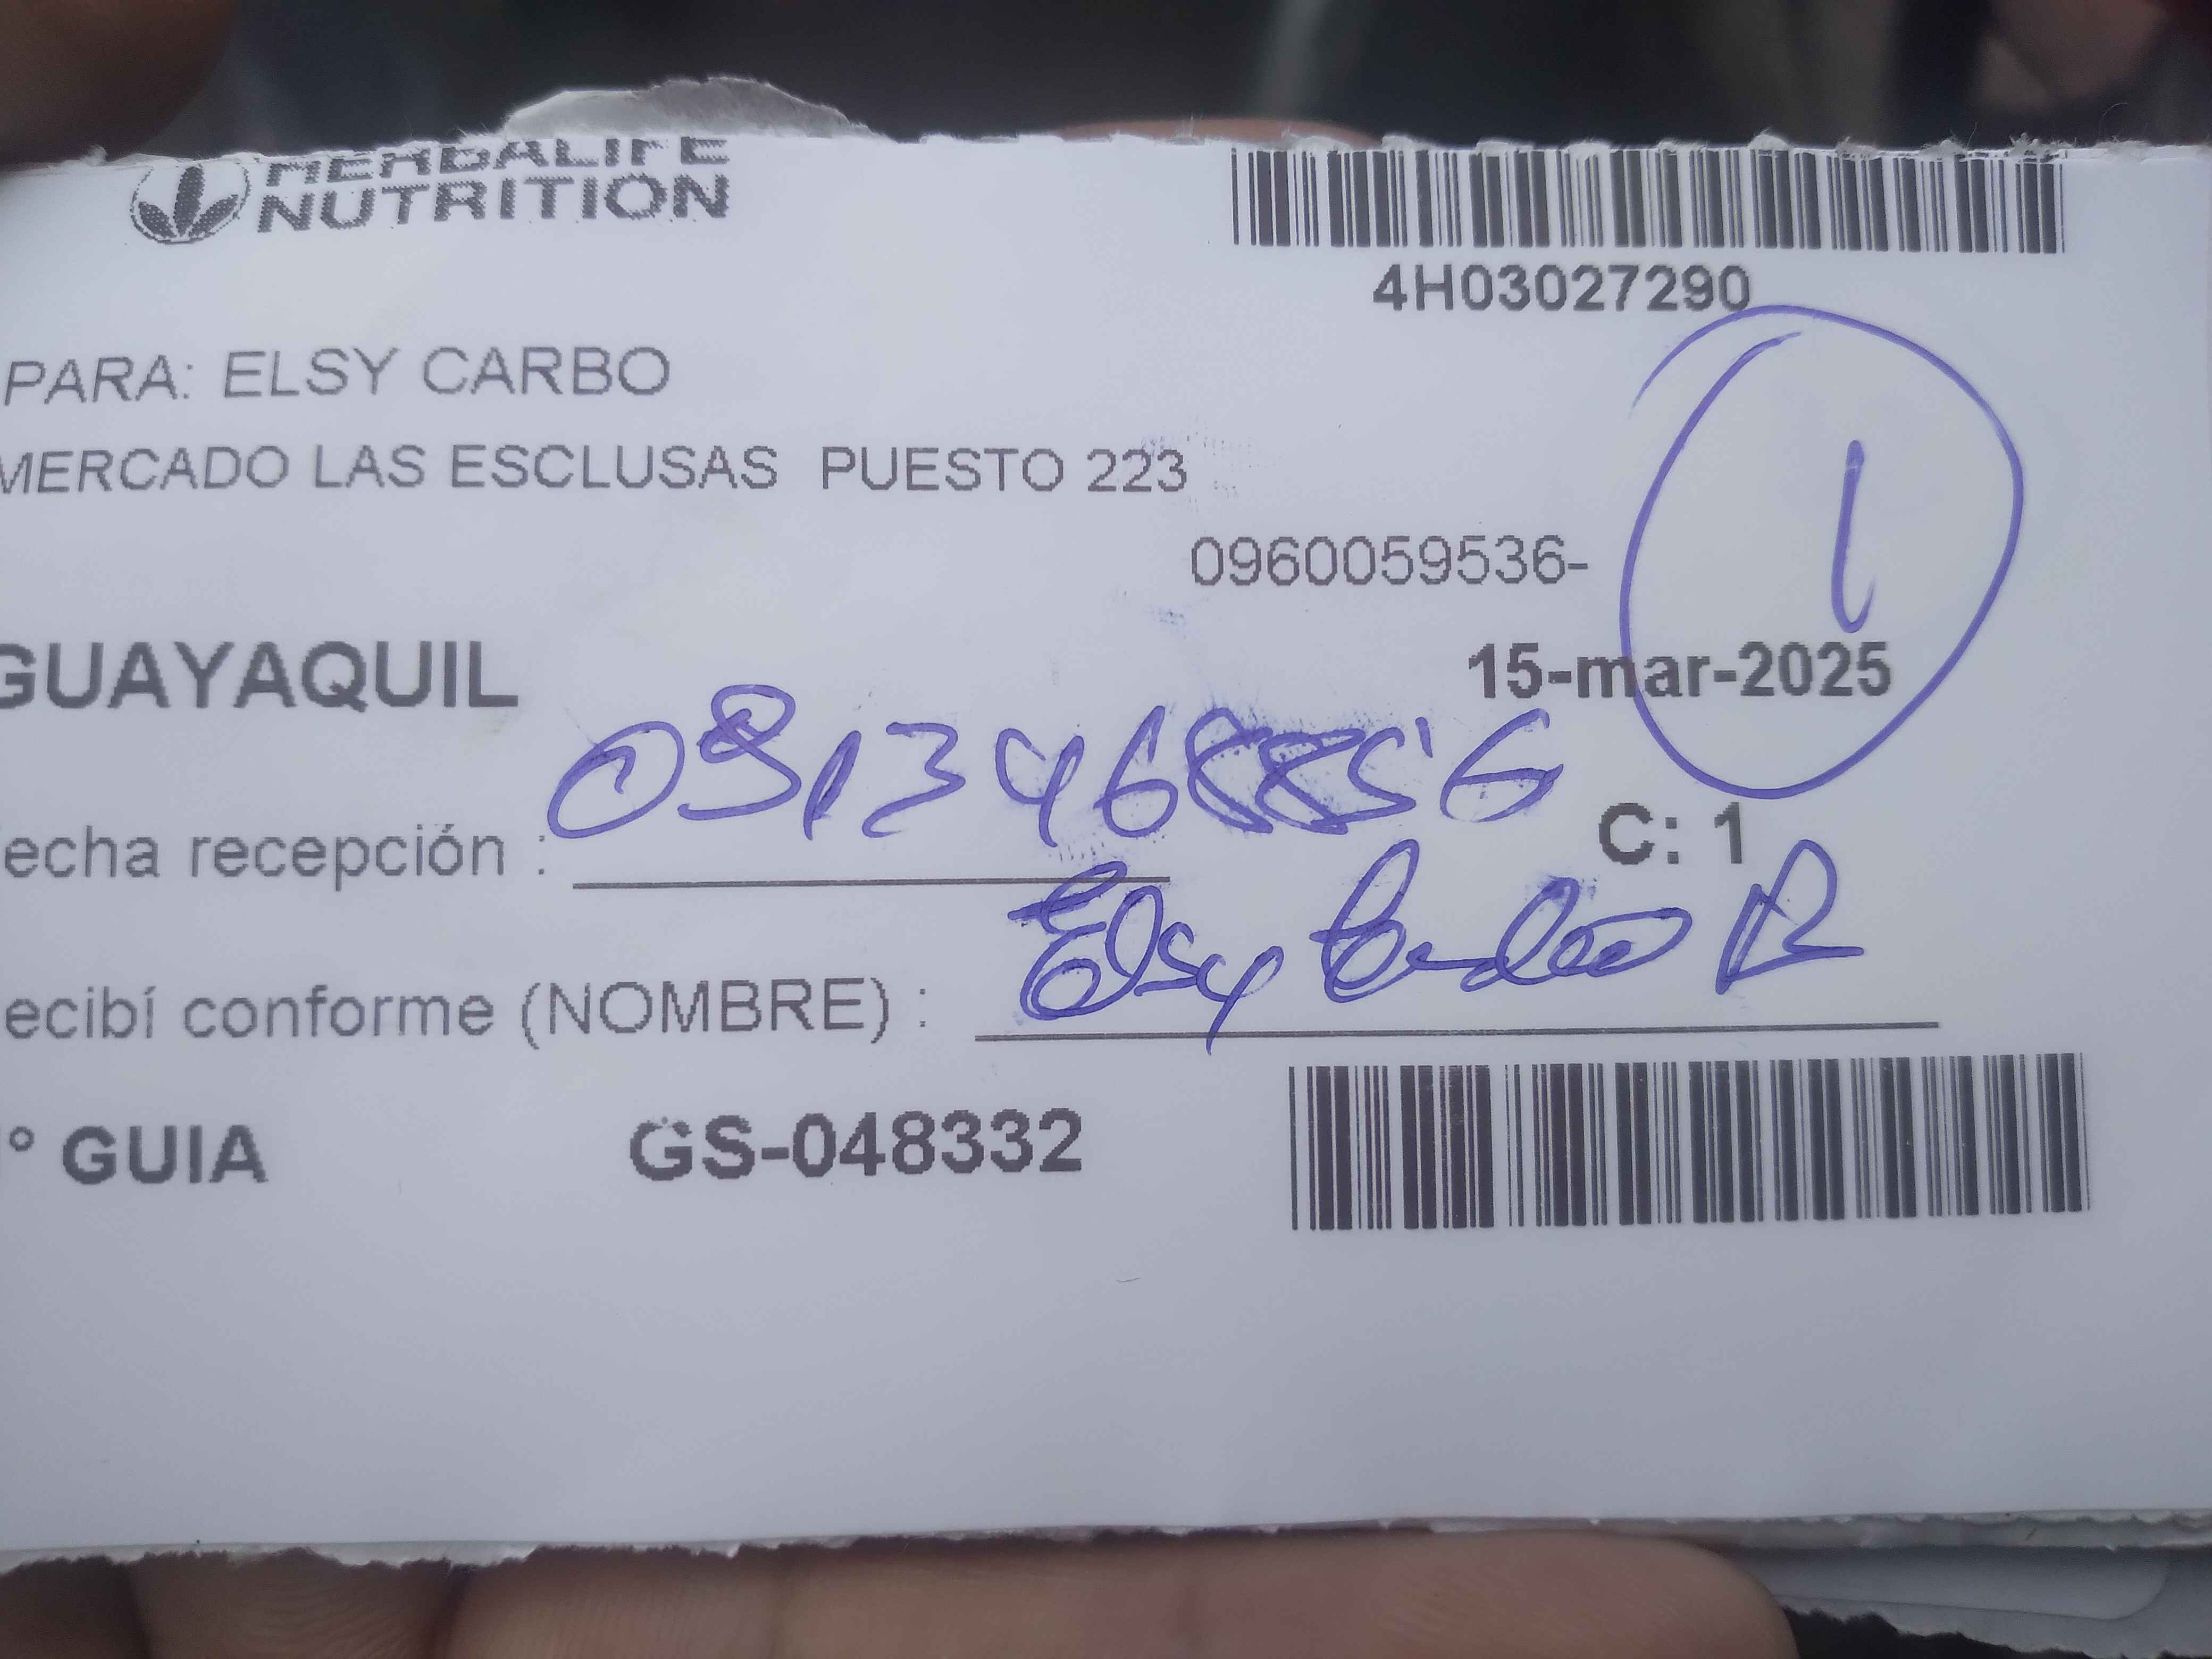 HERBALIFE
NUTRITION
4H03027290
PARA: ELSY CARBO
MERCADO LAS ESCLUSAS PUESTO 223
0960059536-
1
GUAYAQUIL
15-mar-2025
echa recepción :
C: 1
ecibí conforme (NOMBRE) : Elsy R
° GUIA GS-048332